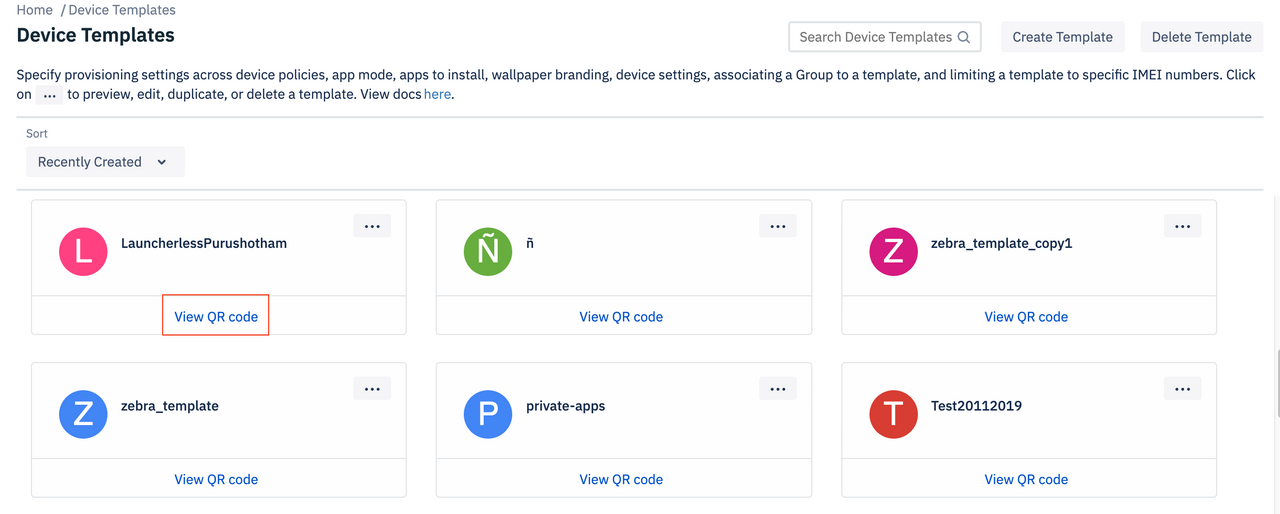 Home / Device Templates
Device Templates
Search Device Templates
Create Template
Delete Template
Specify provisioning settings across device policies, app mode, apps to install, wallpaper branding, device settings, associating a Group to a template, and limiting a template to specific IMEI numbers. Click
on ... to preview, edit, duplicate, or delete a template. View docs here.
Sort
Recently Created
...
L
LauncherlessPurushotham
View QR code
...
Ñ
ñ
View QR code
...
Z
zebra_template_copy1
View QR code
...
Z
zebra_template
View QR code
...
P
private-apps
View QR code
...
T
Test20112019
View QR code